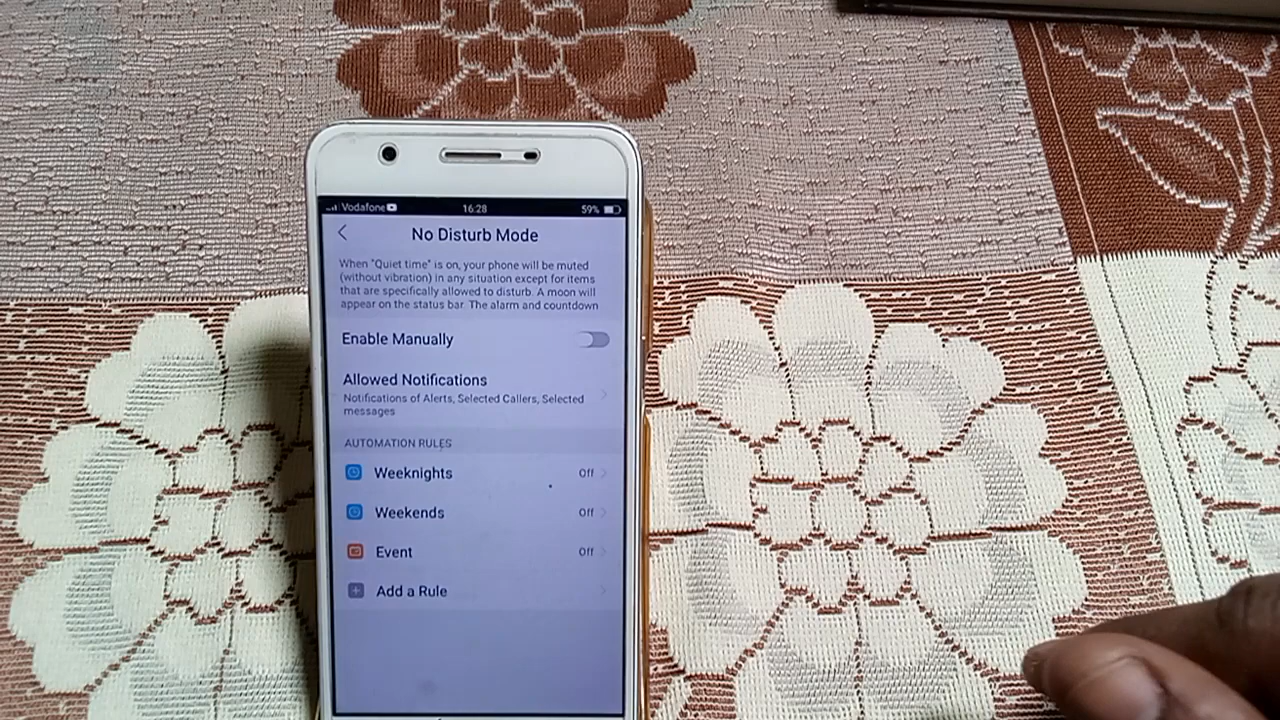 Vodafone 16:28 59%
No Disturb Mode
When "Quiet time" is on, your phone will be muted
(without vibration) in any situation except for items
that are specifically allowed to disturb. A moon will
appear on the status bar. The alarm and countdown
Enable Manually
Allowed Notifications
Notifications of Alerts, Selected Callers, Selected
messages
AUTOMATION RULES
Weeknights Off
Weekends Off
Event Off
Add a Rule